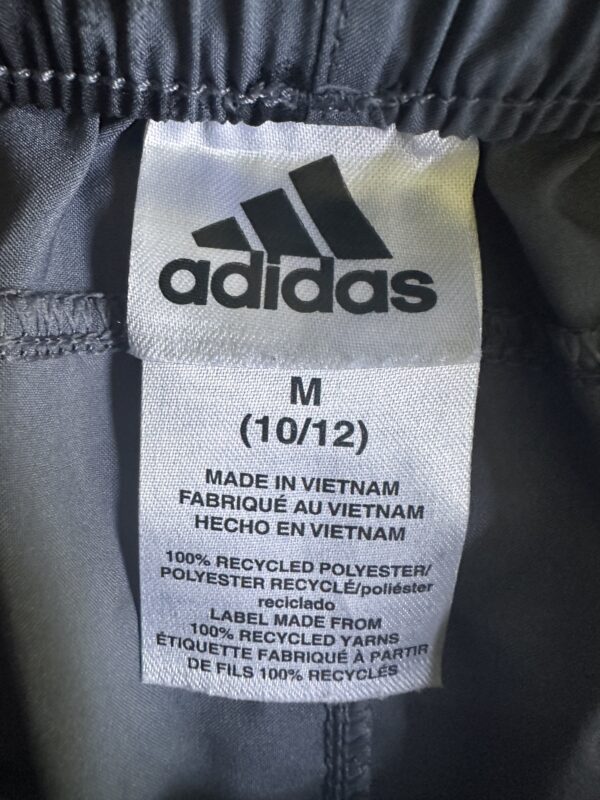 adidas
M
(10/12)
MADE IN VIETNAM
FABRIQUÉ AU VIETNAM
HECHO EN VIETNAM
100% RECYCLED POLYESTER/
POLYESTER RECYCLÉ/poliéster
reciclado
LABEL MADE FROM
100% RECYCLED YARNS
ÉTIQUETTE FABRIQUÉ À PARTIR
DE FILS 100% RECYCLÉS